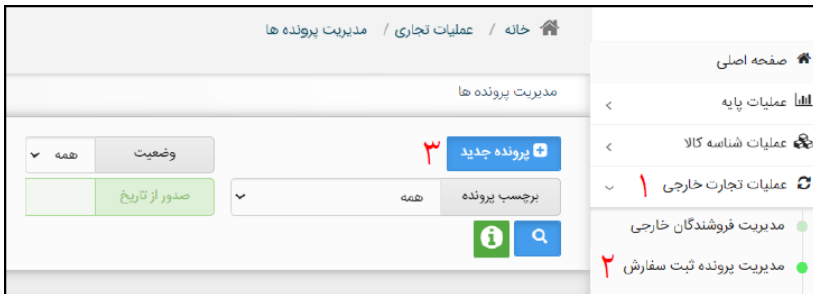 صفحه اصلی
عملیات پایه
عملیات شناسه کالا
عملیات تجارت خارجی ۱
مدیریت فروشندگان خارجی
مدیریت پرونده ثبت سفارش ۲
خانه / عملیات تجاری / مدیریت پرونده ها
مدیریت پرونده ها
پرونده جدید ۳ وضعیت همه
برچسب پرونده همه صدور از تاریخ